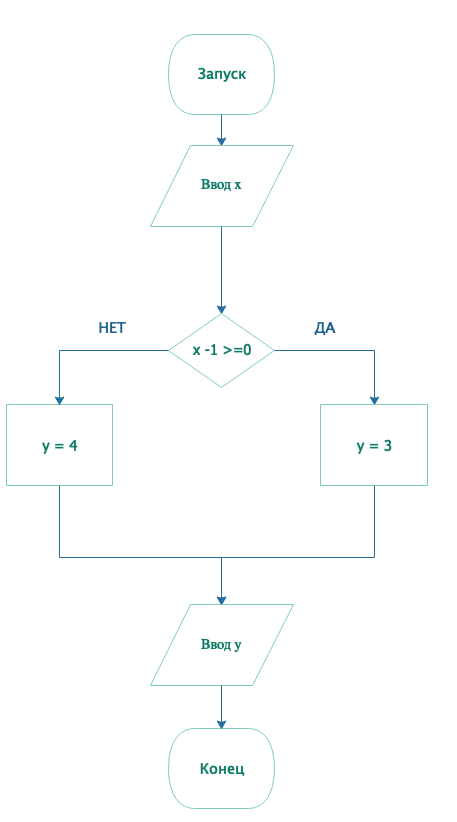 Запуск
Ввод x
НЕТ
ДА
x -1 >=0
y = 4
y = 3
Ввод y
Конец